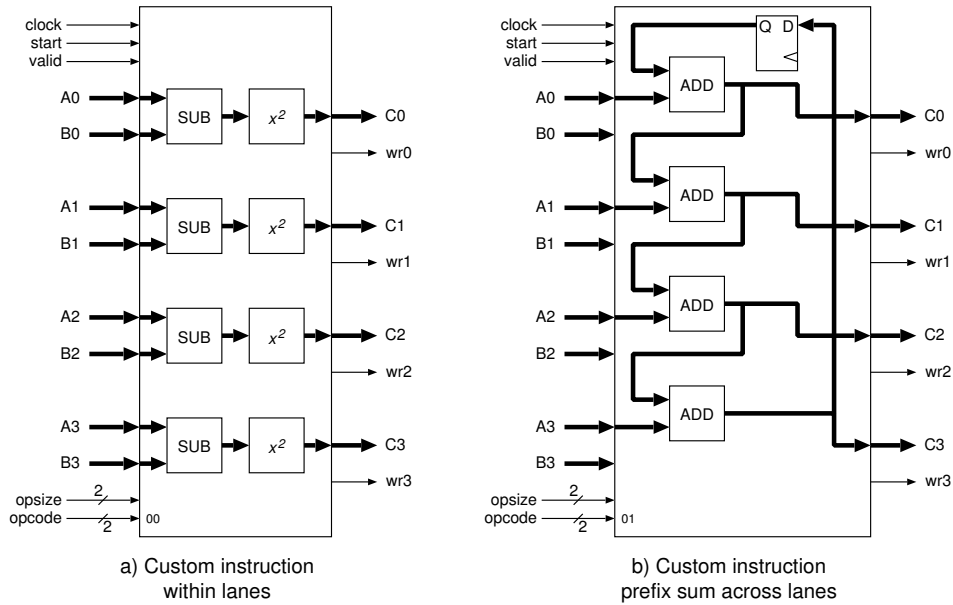 clock
start
valid
A0
B0
SUB
x²
C0
wr0
A1
B1
SUB
x²
C1
wr1
A2
B2
SUB
x²
C2
wr2
A3
B3
SUB
x²
C3
wr3
opsize
2
opcode
2
00
a) Custom instruction
within lanes
clock
start
valid
Q D
A0
B0
ADD
C0
wr0
A1
B1
ADD
C1
wr1
A2
B2
ADD
C2
wr2
A3
B3
ADD
C3
wr3
opsize
2
opcode
2
01
b) Custom instruction
prefix sum across lanes